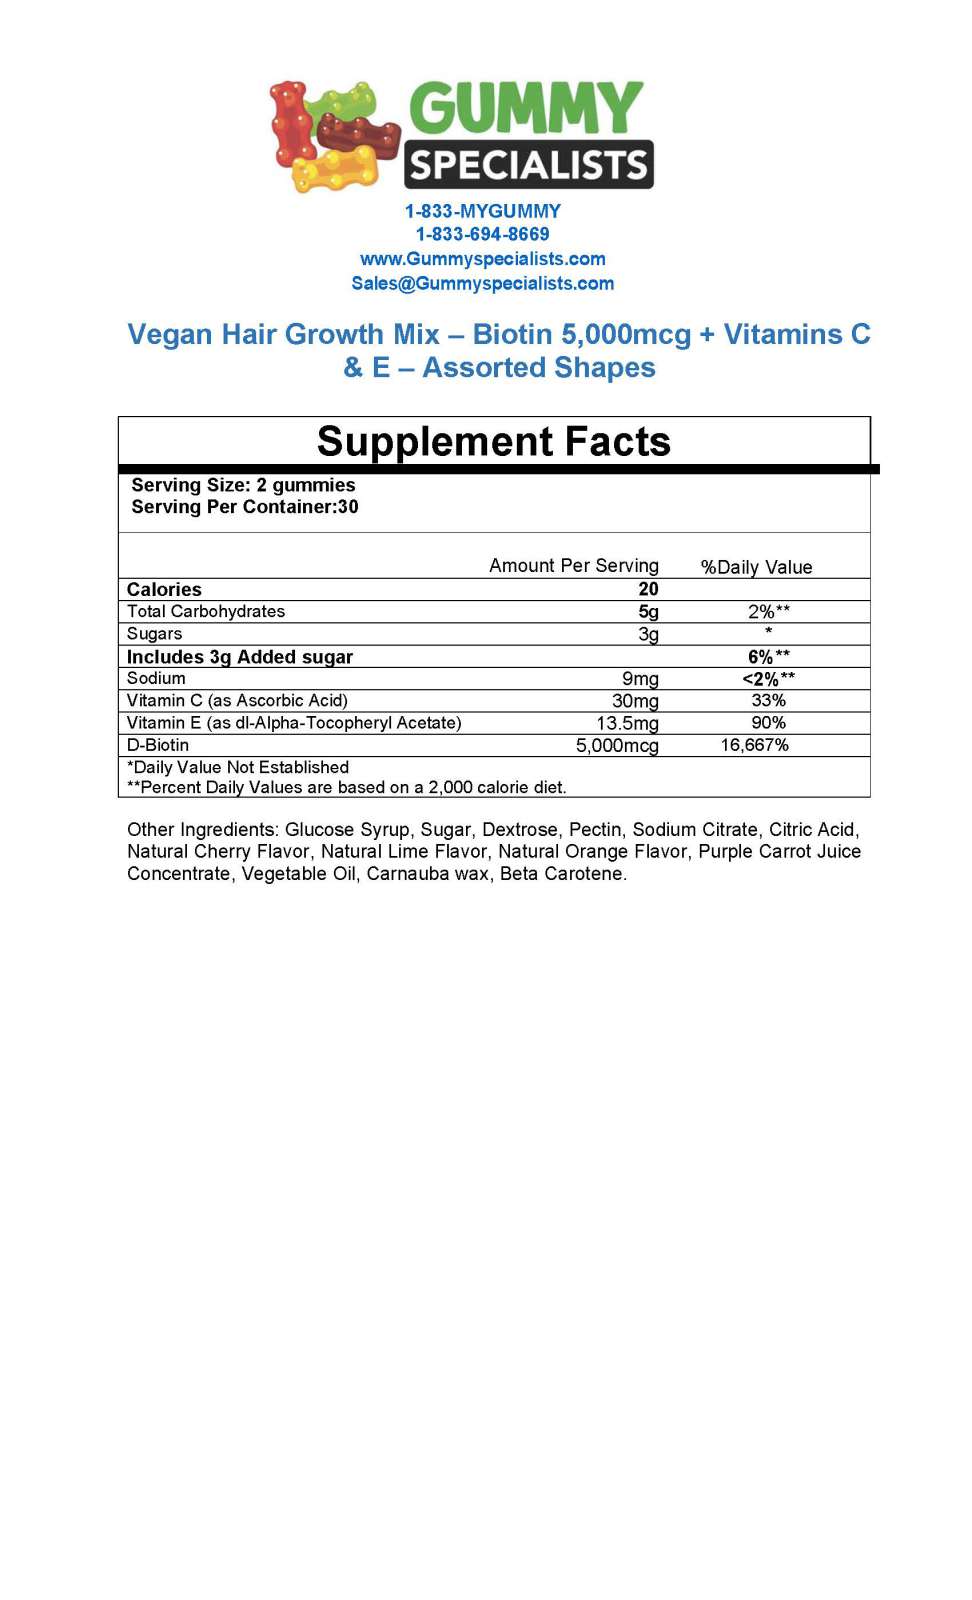 GUMMY
SPECIALISTS
1-833-MYGUMMY
1-833-694-8669
www.Gummyspecialists.com
Sales@Gummyspecialists.com
Vegan Hair Growth Mix – Biotin 5,000mcg + Vitamins C
& E – Assorted Shapes
Supplement Facts
Serving Size: 2 gummies
Serving Per Container:30
Amount Per Serving %Daily Value
Calories 20
Total Carbohydrates 5g 2%**
Sugars 3g *
Includes 3g Added sugar 6%**
Sodium 9mg <2%**
Vitamin C (as Ascorbic Acid) 30mg 33%
Vitamin E (as dl-Alpha-Tocopheryl Acetate) 13.5mg 90%
D-Biotin 5,000mcg 16,667%
*Daily Value Not Established
**Percent Daily Values are based on a 2,000 calorie diet.
Other Ingredients: Glucose Syrup, Sugar, Dextrose, Pectin, Sodium Citrate, Citric Acid,
Natural Cherry Flavor, Natural Lime Flavor, Natural Orange Flavor, Purple Carrot Juice
Concentrate, Vegetable Oil, Carnauba wax, Beta Carotene.